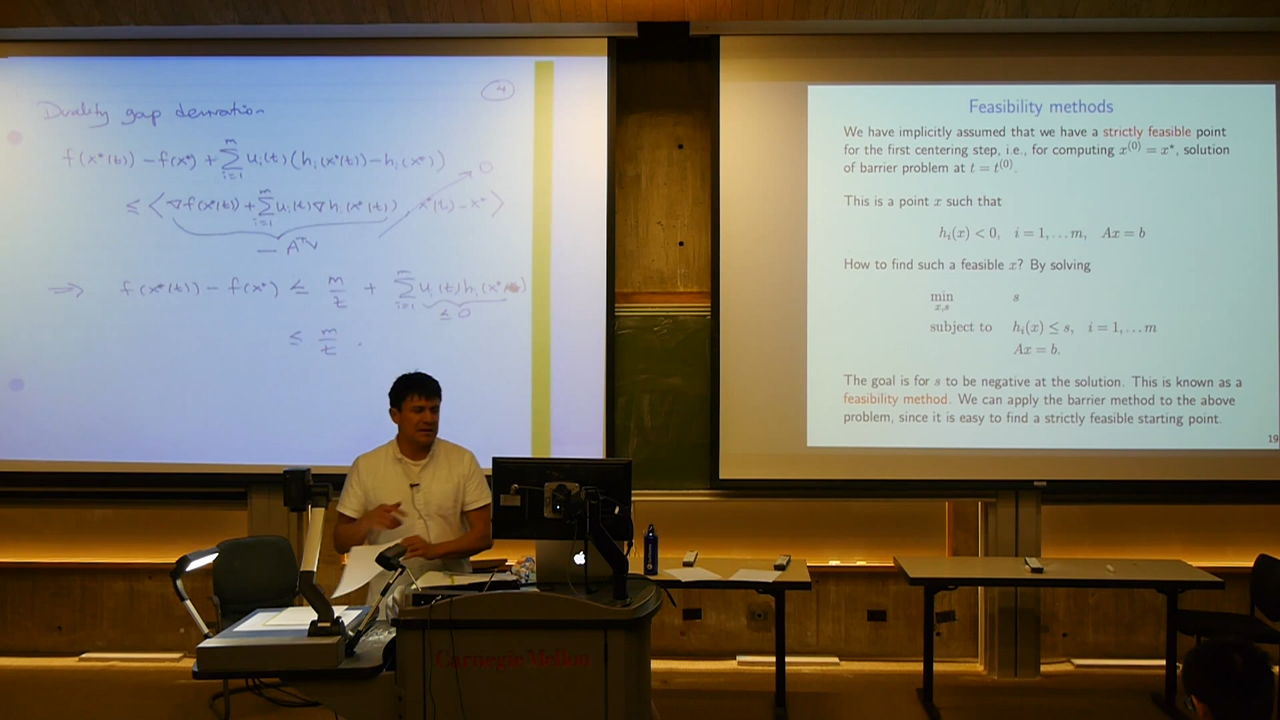 4
Duality gap derivation
f(x*(t)) - f(x*) + ∑_{i=1}^m u_i(t)(h_i(x*(t)) - h_i(x*))
≤ ⟨∇f(x*(t)) + ∑_{i=1}^m u_i(t)∇h_i(x*(t)), x*(t) - x*⟩ 0
- AᵀV
⇒ f(x*(t)) - f(x*) ≤ m/t + ∑_{i=1}^m u_i(t)h_i(x*)
≤ 0
≤ m/t.
Feasibility methods
We have implicitly assumed that we have a strictly feasible point
for the first centering step, i.e., for computing x^{(0)} = x*, solution
of barrier problem at t = t^{(0)}.
This is a point x such that
h_i(x) < 0, i = 1, ... m, Ax = b
How to find such a feasible x? By solving
min_{x,s} s
subject to h_i(x) ≤ s, i = 1, ... m
Ax = b.
The goal is for s to be negative at the solution. This is known as a
feasibility method. We can apply the barrier method to the above
problem, since it is easy to find a strictly feasible starting point.
19
Carnegie Mellon